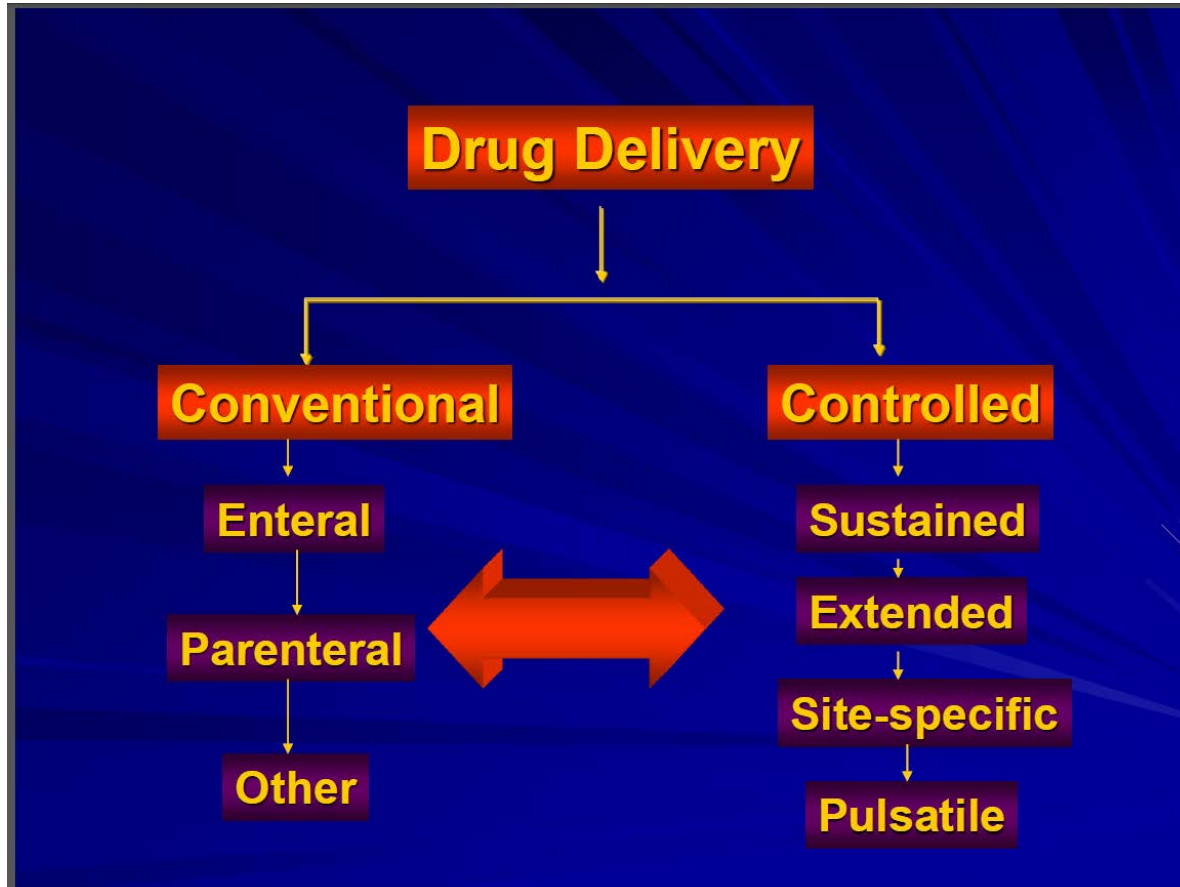 Drug Delivery
Conventional
Controlled
Enteral
Sustained
Parenteral
Extended
Site-specific
Other
Pulsatile